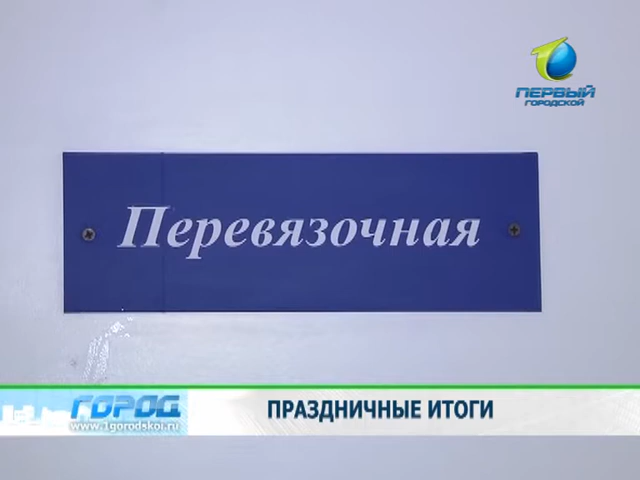 ПЕРВЫЙ
ГОРОДСКОЙ
Перевязочная
ГОРОД
www.1gorodskoi.ru
ПРАЗДНИЧНЫЕ ИТОГИ